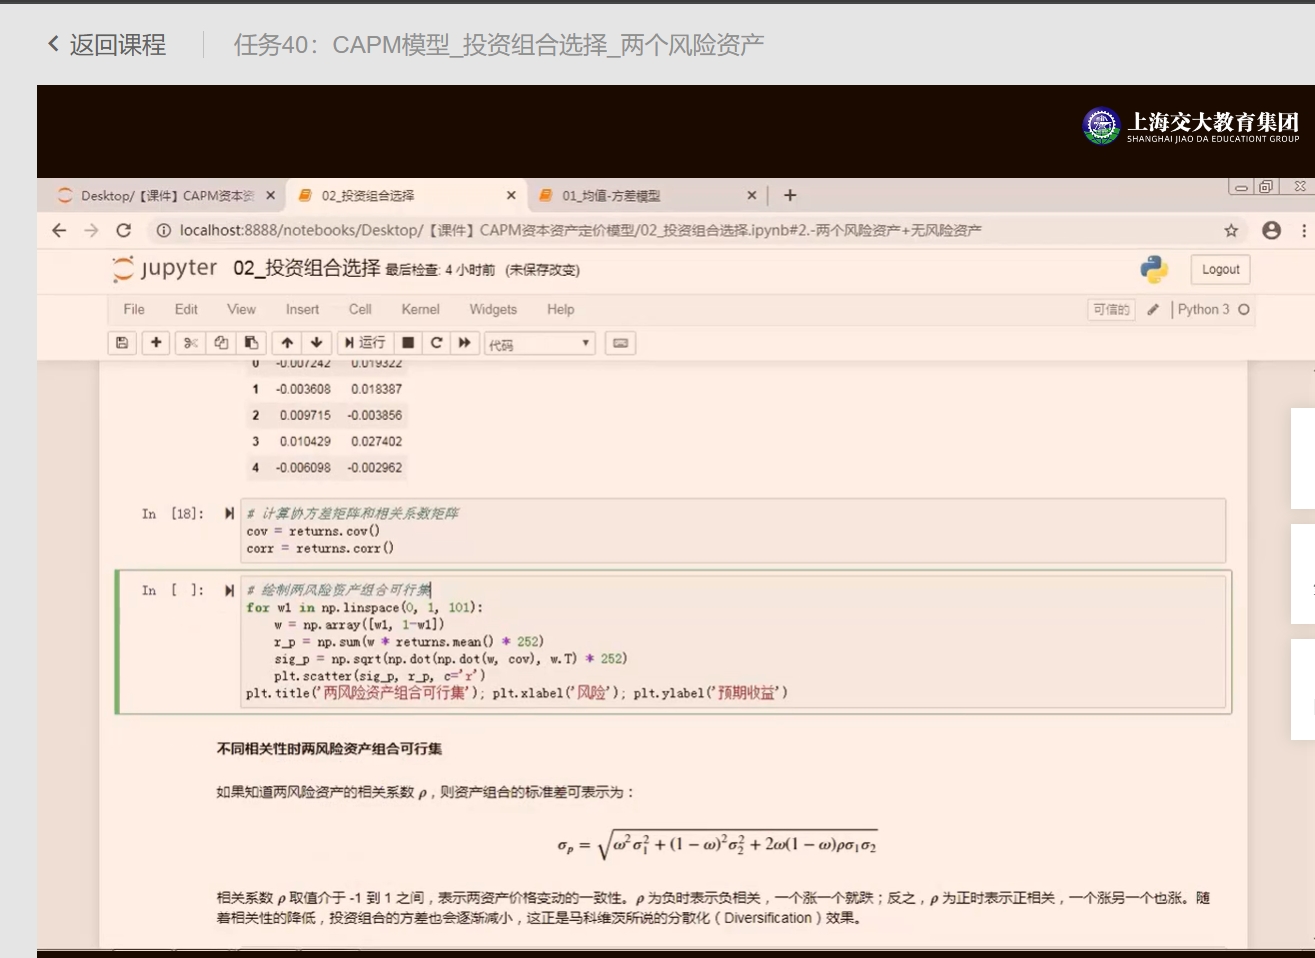 返回课程
任务40：CAPM模型_投资组合选择_两个风险资产
上海交大教育集团
SHANGHAI JIAO DA EDUCATIONT GROUP
Desktop/【课件】CAPM资本资
02_投资组合选择
01_均值-方差模型
localhost:8888/notebooks/Desktop/【课件】CAPM资本资产定价模型/02_投资组合选择.ipynb#2.-两个风险资产+无风险资产
jupyter 02_投资组合选择 最后检查: 4 小时前 (未保存改变)
Logout
File Edit View Insert Cell Kernel Widgets Help
可信的 Python 3
运行 代码
0 -0.007242 0.019322
1 -0.003608 0.018387
2 0.009715 -0.003856
3 0.010429 0.027402
4 -0.006098 -0.002962
In [18]:
# 计算协方差矩阵和相关系数矩阵
cov = returns.cov()
corr = returns.corr()
In [ ]:
# 绘制两风险资产组合可行集
for w1 in np.linspace(0, 1, 101):
w = np.array([w1, 1-w1])
r_p = np.sum(w * returns.mean() * 252)
sig_p = np.sqrt(np.dot(np.dot(w, cov), w.T) * 252)
plt.scatter(sig_p, r_p, c='r')
plt.title('两风险资产组合可行集'); plt.xlabel('风险'); plt.ylabel('预期收益')
不同相关性时两风险资产组合可行集
如果知道两风险资产的相关系数 ρ，则资产组合的标准差可表示为：
σp = √ω²σ₁² + (1 − ω)²σ₂² + 2ω(1 − ω)ρσ₁σ₂
相关系数 ρ 取值介于 -1 到 1 之间，表示两资产价格变动的一致性。ρ 为负时表示负相关，一个涨一个就跌；反之，ρ 为正时表示正相关，一个涨另一个也涨。随
着相关性的降低，投资组合的方差也会逐渐减小，这正是马科维茨所说的分散化（Diversification）效果。